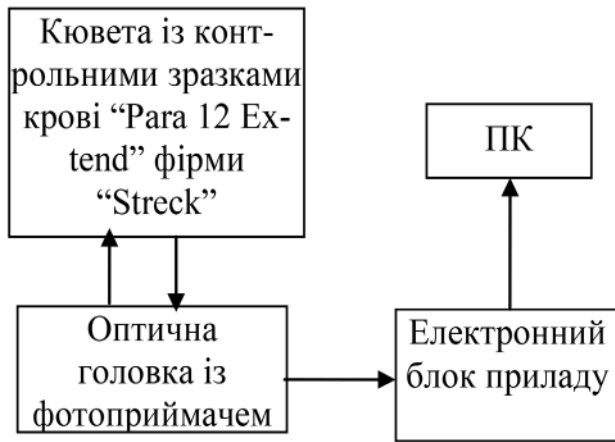 Кювета із конт-
рольними зразками
крові “Para 12 Ex-
tend” фірми
“Streck”
ПК
Оптична
головка із
фотоприймачем
Електронний
блок приладу